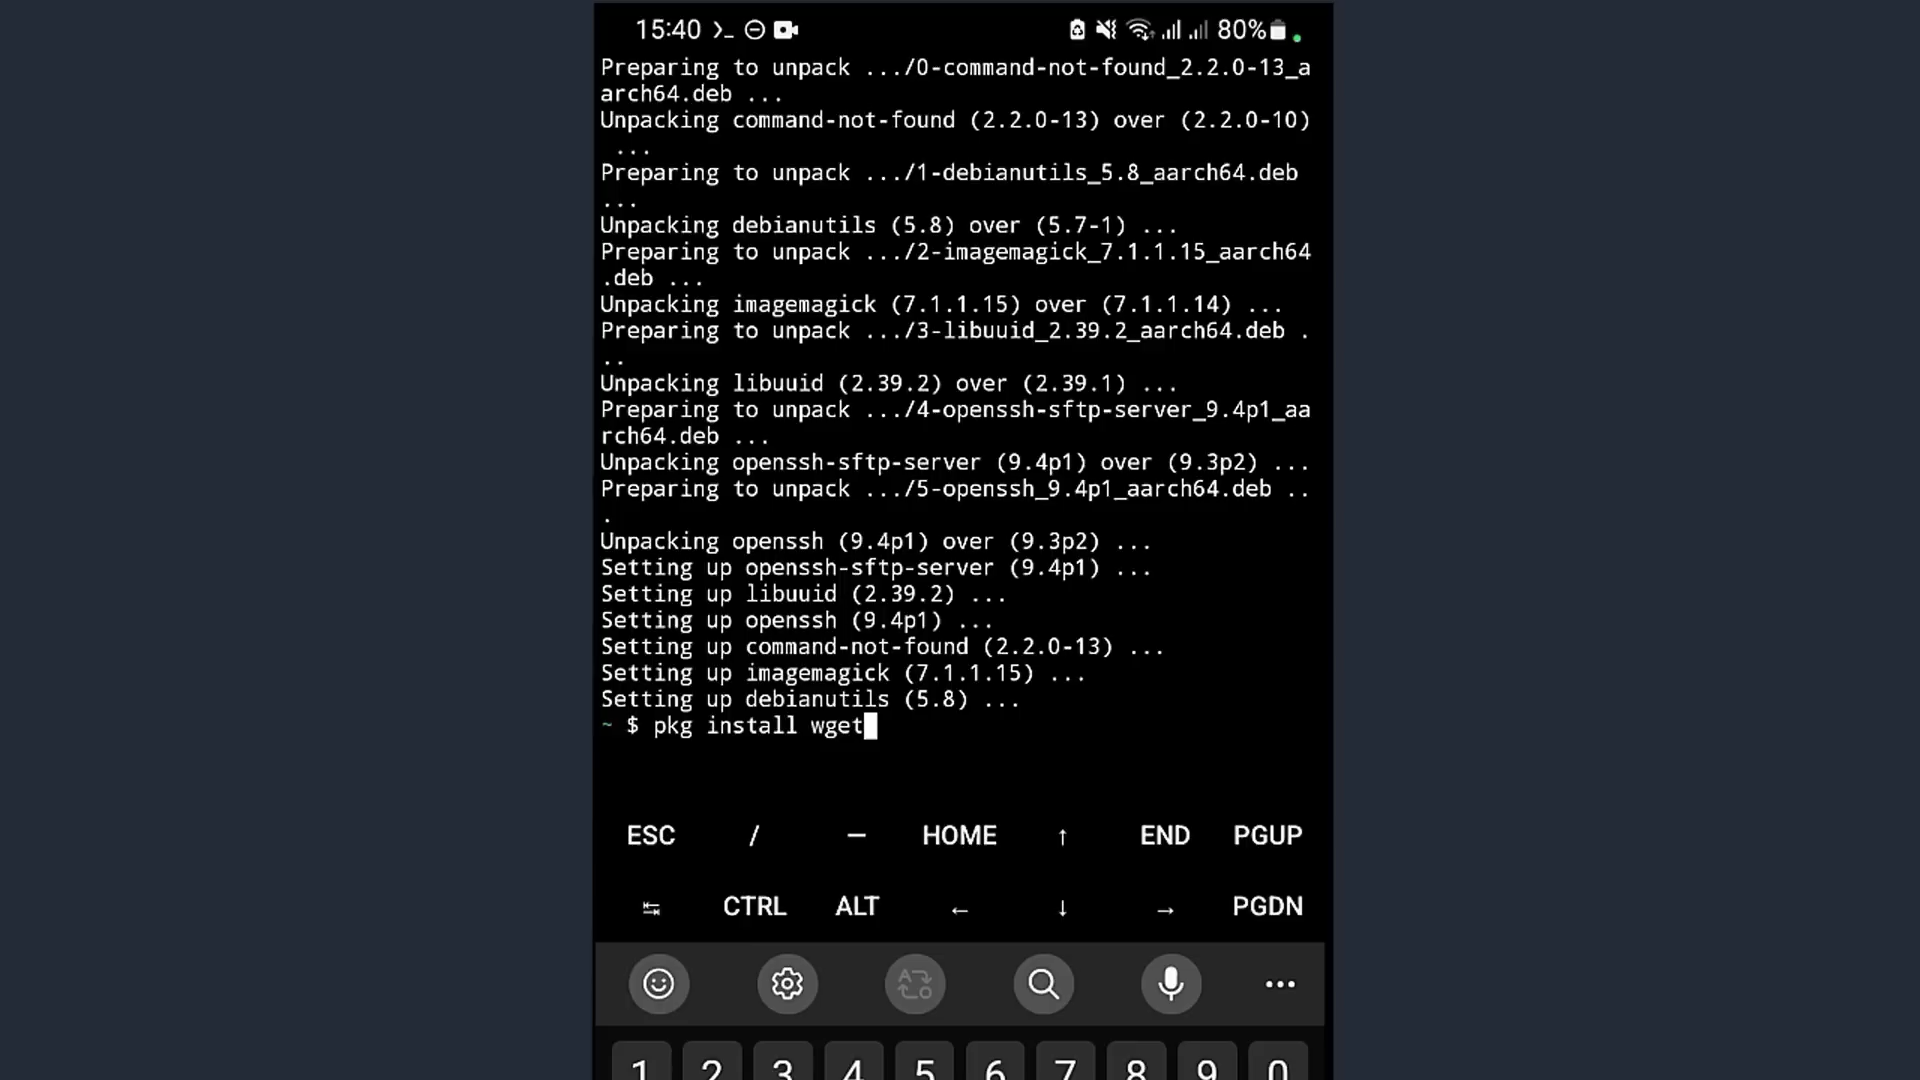 15:40 80%
Preparing to unpack .../0-command-not-found_2.2.0-13_a
arch64.deb ...
Unpacking command-not-found (2.2.0-13) over (2.2.0-10)
...
Preparing to unpack .../1-debianutils_5.8_aarch64.deb
...
Unpacking debianutils (5.8) over (5.7-1) ...
Preparing to unpack .../2-imagemagick_7.1.1.15_aarch64
.deb ...
Unpacking imagemagick (7.1.1.15) over (7.1.1.14) ...
Preparing to unpack .../3-libuuid_2.39.2_aarch64.deb .
..
Unpacking libuuid (2.39.2) over (2.39.1) ...
Preparing to unpack .../4-openssh-sftp-server_9.4p1_aa
rch64.deb ...
Unpacking openssh-sftp-server (9.4p1) over (9.3p2) ...
Preparing to unpack .../5-openssh_9.4p1_aarch64.deb ..
.
Unpacking openssh (9.4p1) over (9.3p2) ...
Setting up openssh-sftp-server (9.4p1) ...
Setting up libuuid (2.39.2) ...
Setting up openssh (9.4p1) ...
Setting up command-not-found (2.2.0-13) ...
Setting up imagemagick (7.1.1.15) ...
Setting up debianutils (5.8) ...
~ $ pkg install wget
ESC / — HOME ↑ END PGUP
↹ CTRL ALT ← ↓ → PGDN
1 2 3 4 5 6 7 8 9 0